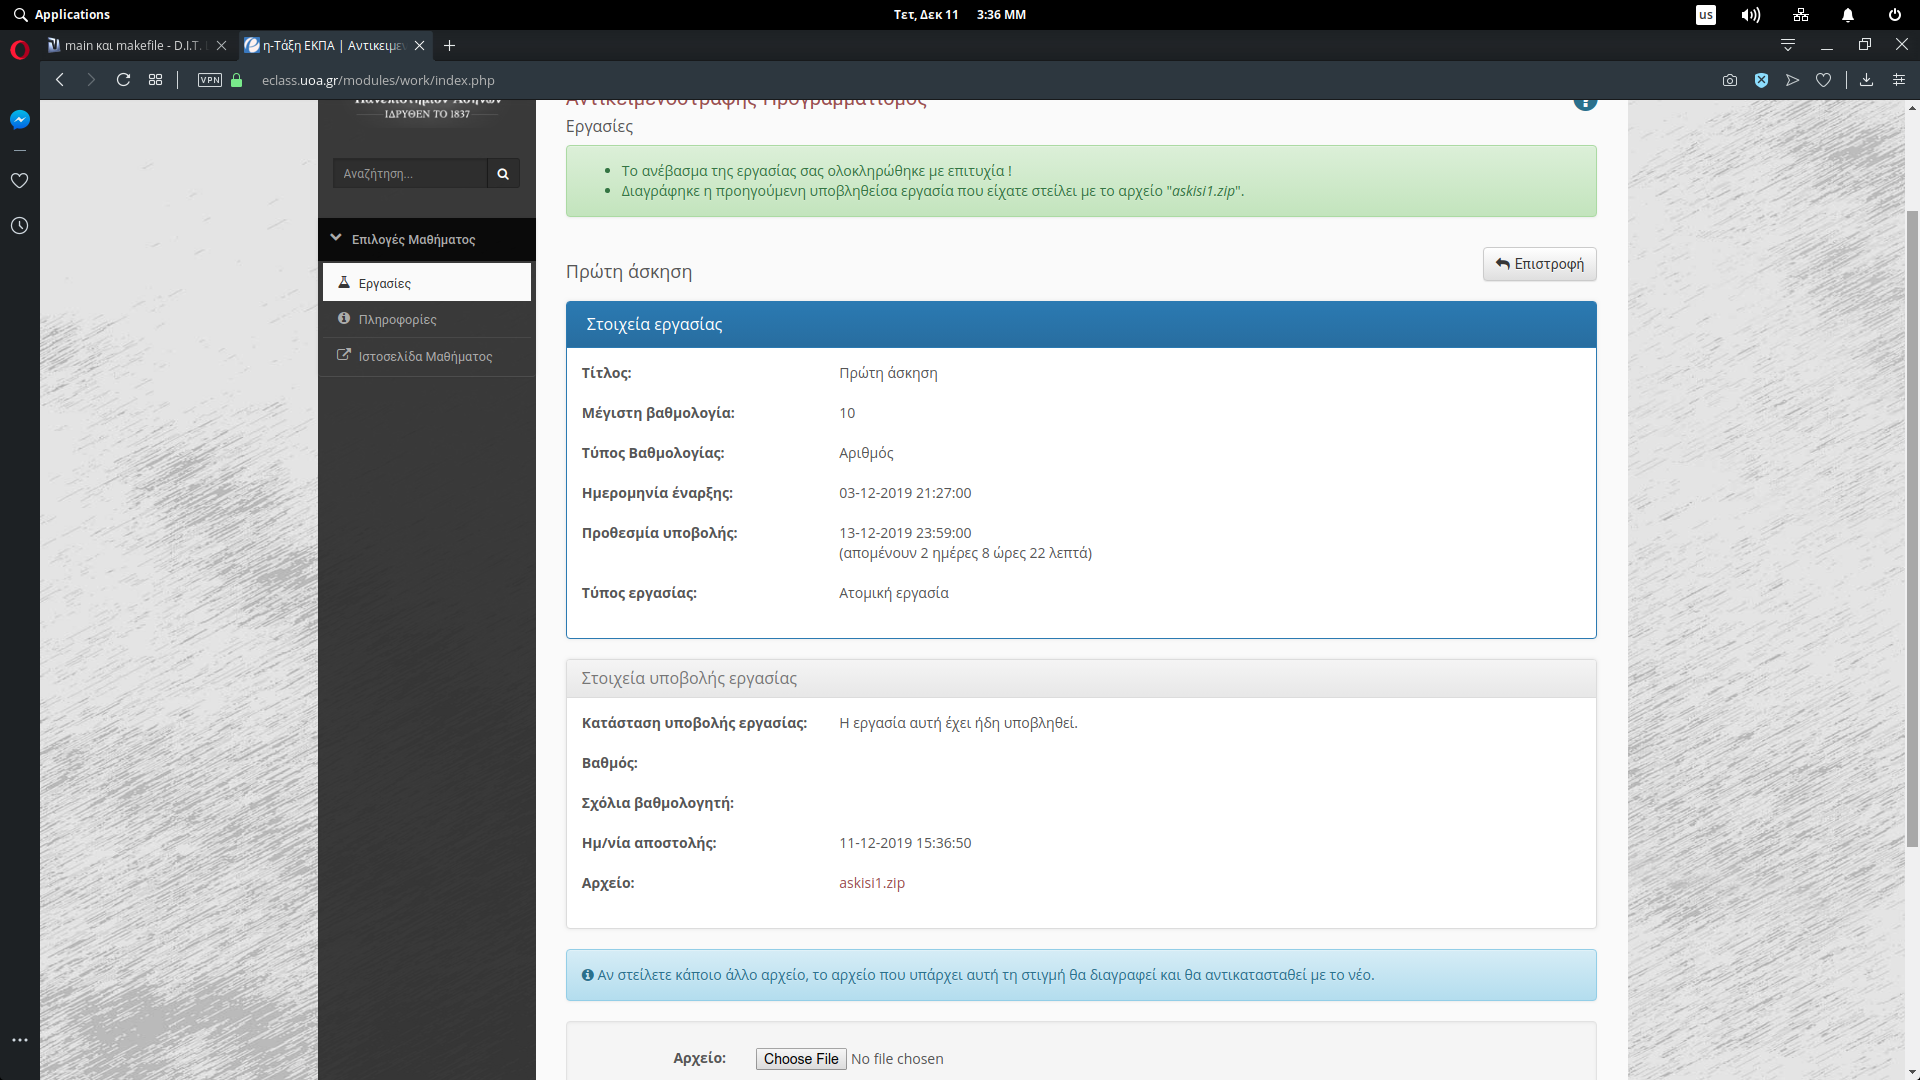 Applications
Τετ, Δεκ 11 3:36 ΜΜ
us
main και makefile - D.I.T.
η-Τάξη ΕΚΠΑ | Αντικειμε
VPN
eclass.uoa.gr/modules/work/index.php
Πανεπιστήμιον Αθηνών
ΙΔΡΥΘΕΝ ΤΟ 1837
Αναζήτηση...
Επιλογές Μαθήματος
Εργασίες
Πληροφορίες
Ιστοσελίδα Μαθήματος
Αντικειμενοστραφής Προγραμματισμός
Εργασίες
Το ανέβασμα της εργασίας σας ολοκληρώθηκε με επιτυχία !
Διαγράφηκε η προηγούμενη υποβληθείσα εργασία που είχατε στείλει με το αρχείο "askisi1.zip".
Πρώτη άσκηση
Επιστροφή
Στοιχεία εργασίας
Τίτλος: Πρώτη άσκηση
Μέγιστη βαθμολογία: 10
Τύπος Βαθμολογίας: Αριθμός
Ημερομηνία έναρξης: 03-12-2019 21:27:00
Προθεσμία υποβολής: 13-12-2019 23:59:00
(απομένουν 2 ημέρες 8 ώρες 22 λεπτά)
Τύπος εργασίας: Ατομική εργασία
Στοιχεία υποβολής εργασίας
Κατάσταση υποβολής εργασίας: Η εργασία αυτή έχει ήδη υποβληθεί.
Βαθμός:
Σχόλια βαθμολογητή:
Ημ/νία αποστολής: 11-12-2019 15:36:50
Αρχείο: askisi1.zip
Αν στείλετε κάποιο άλλο αρχείο, το αρχείο που υπάρχει αυτή τη στιγμή θα διαγραφεί και θα αντικατασταθεί με το νέο.
Αρχείο: Choose File No file chosen